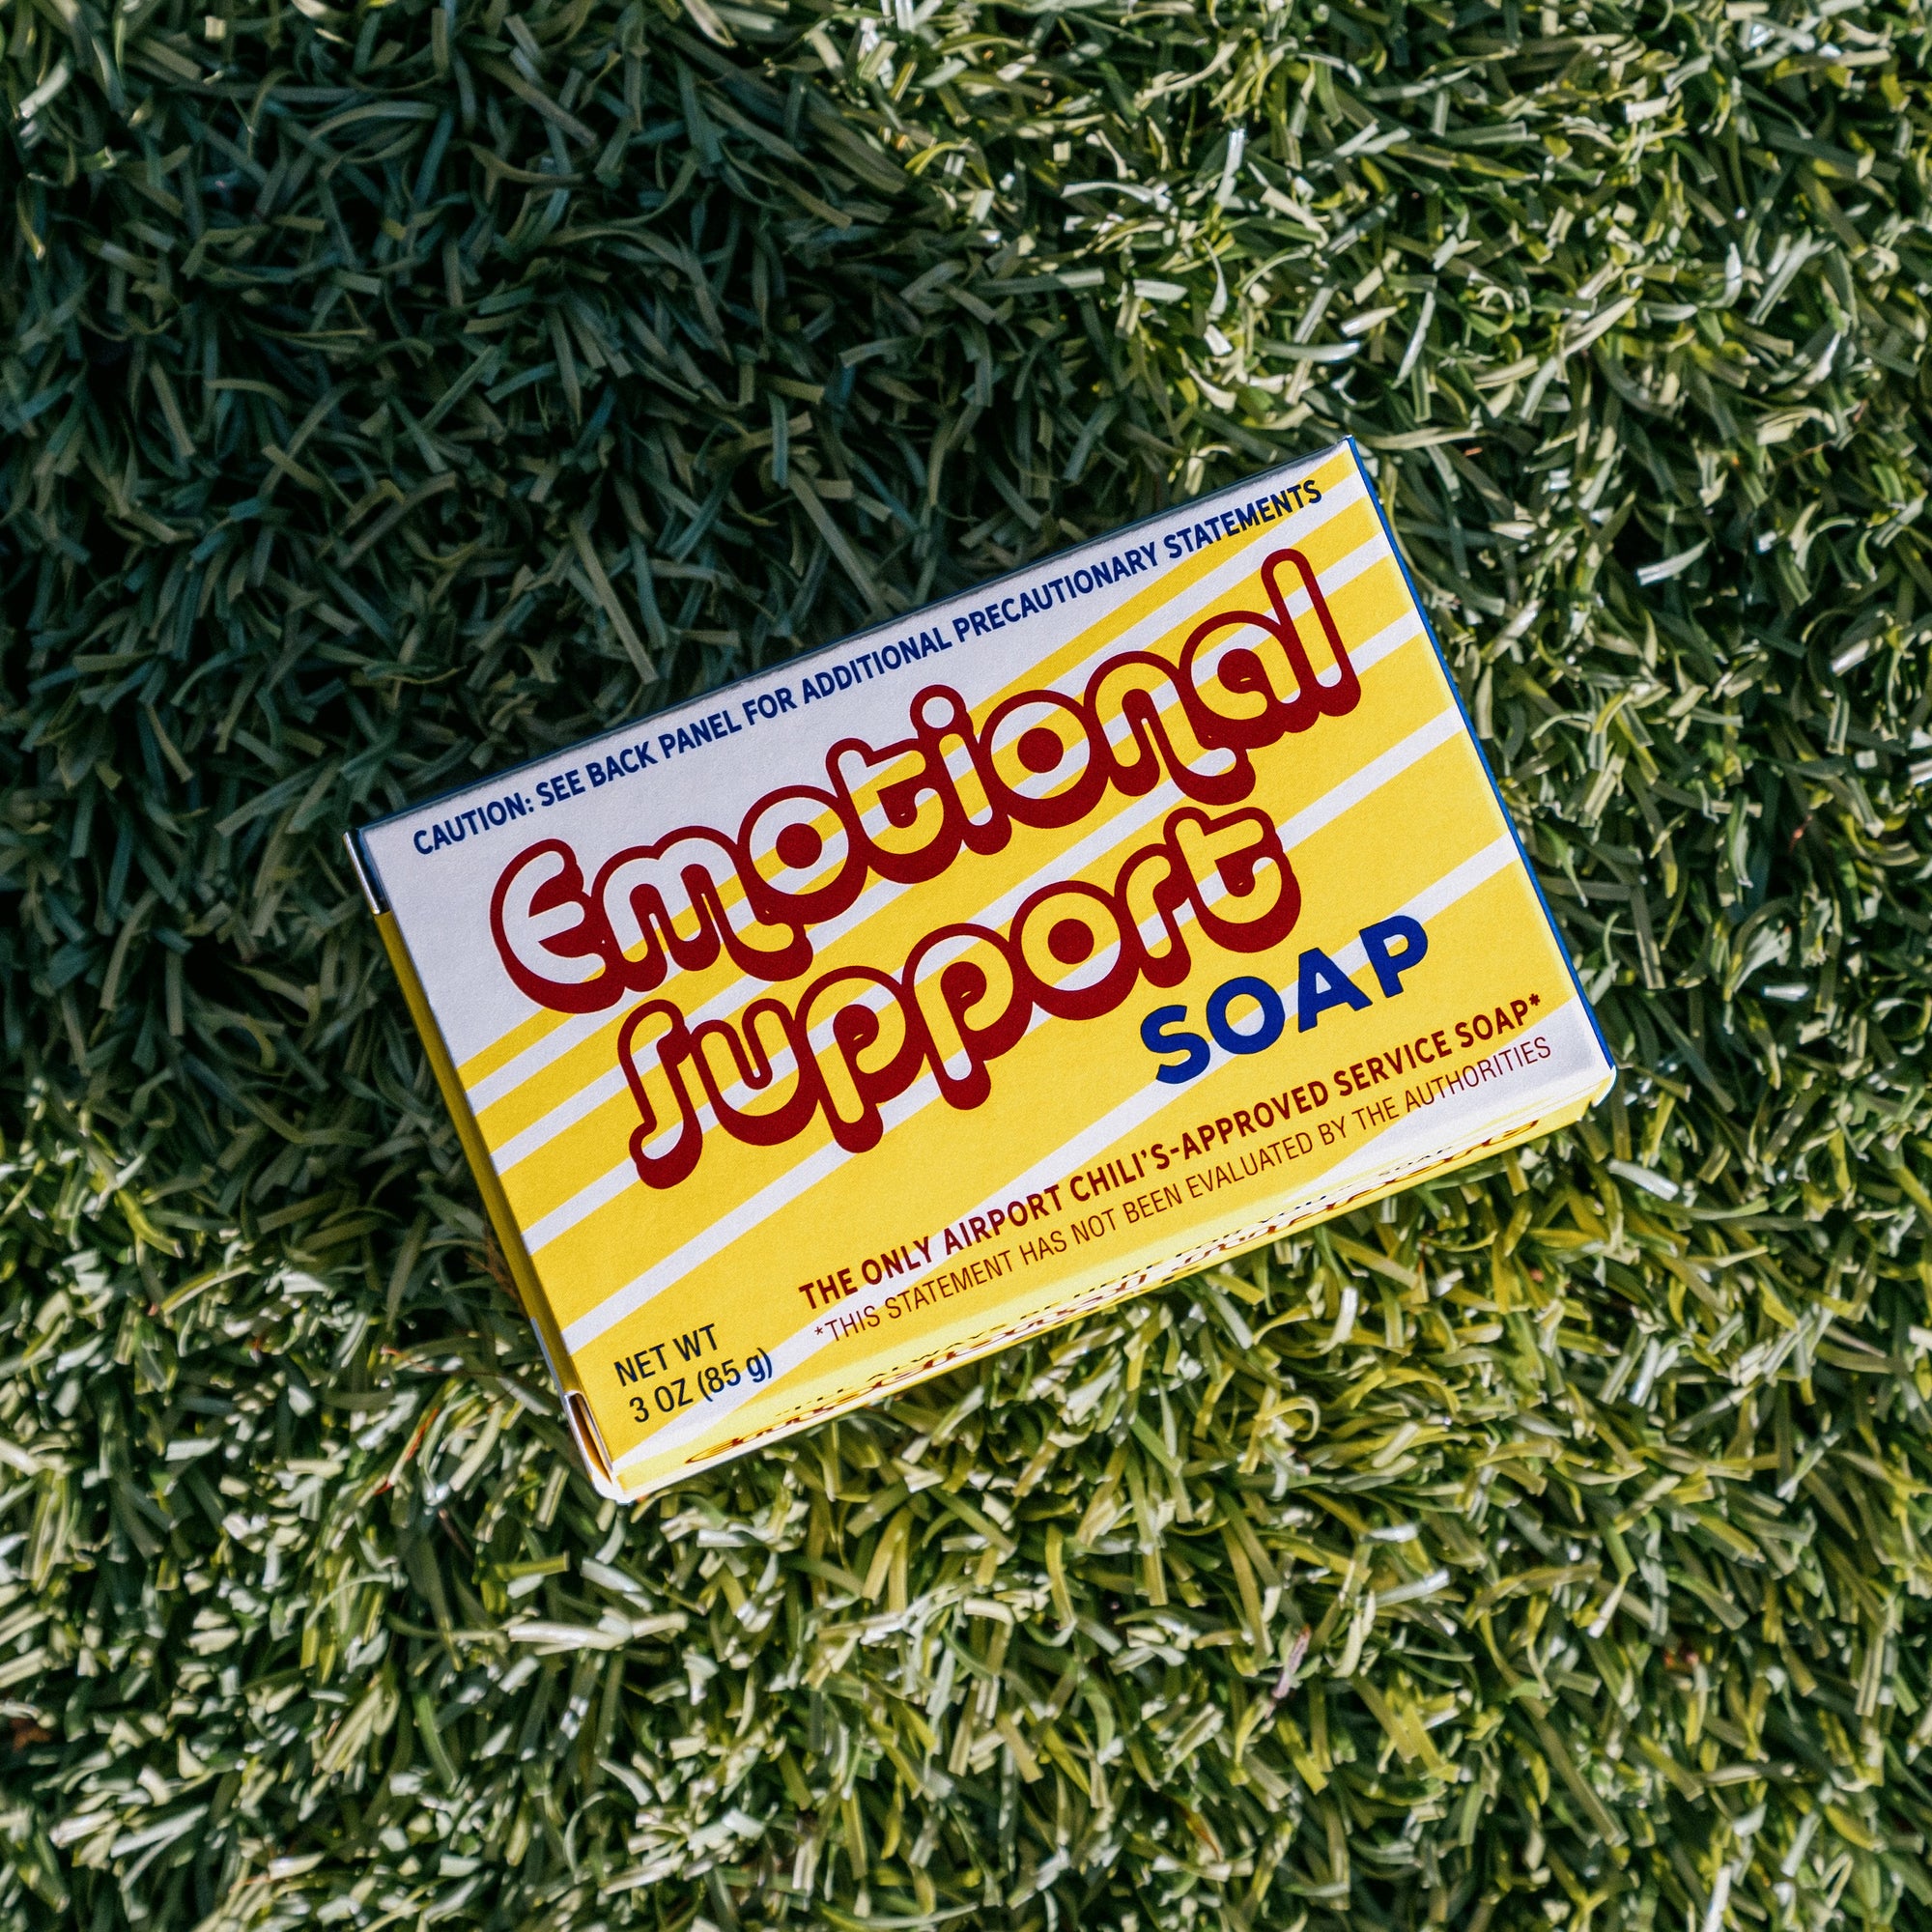 CAUTION: SEE BACK PANEL FOR ADDITIONAL PRECAUTIONARY STATEMENTS
Emotional
Support
SOAP
THE ONLY AIRPORT CHILI'S-APPROVED SERVICE SOAP*
*THIS STATEMENT HAS NOT BEEN EVALUATED BY THE AUTHORITIES
NET WT
3 OZ (85 g)